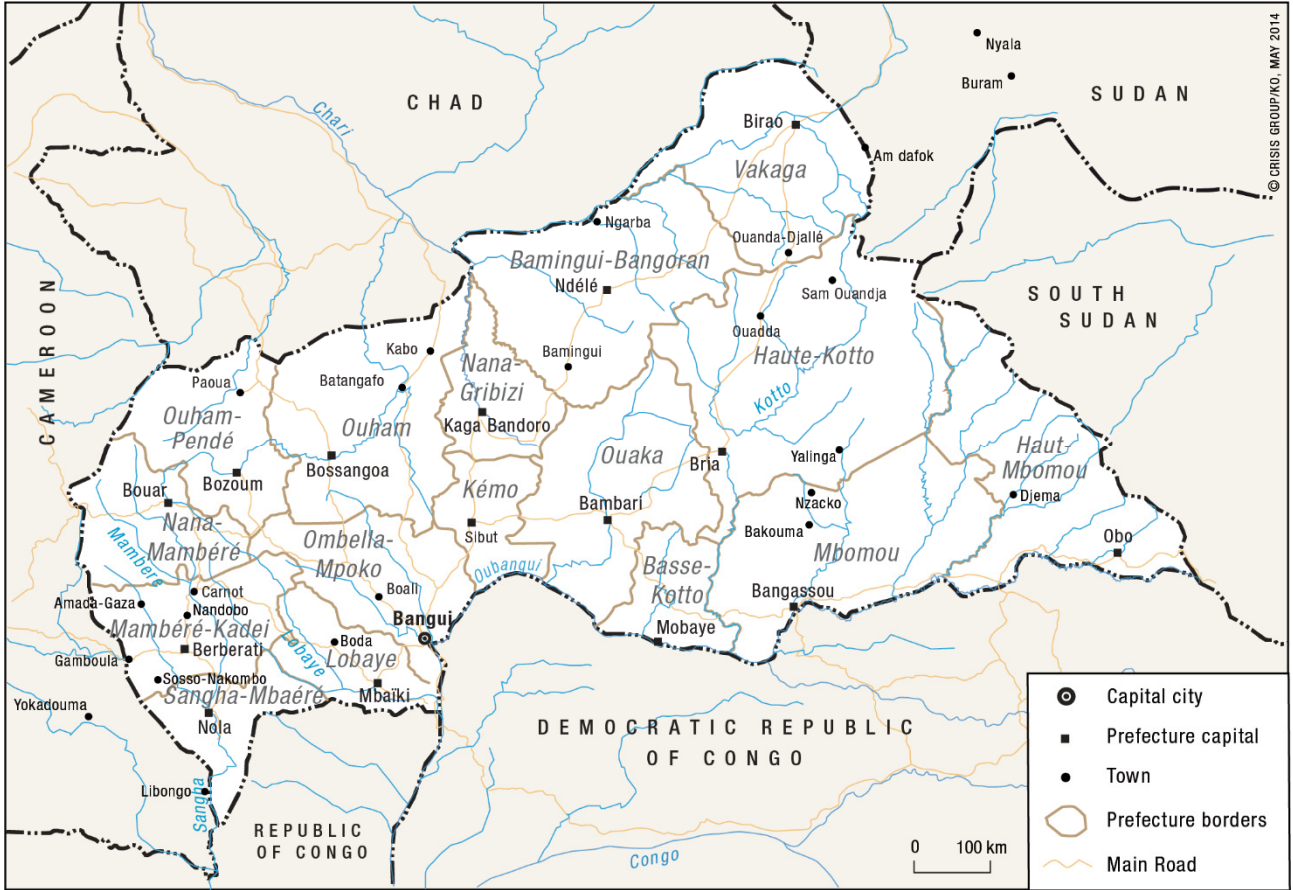 © CRISIS GROUP/KO, MAY 2014
Nyala
Buram
SUDAN
CHAD
Chari
Birao
Am dafok
Vakaga
Ngarba
Ouanda-Djallé
Bamingui-Bangoran
Ndélé
Sam Ouandja
SOUTH
SUDAN
Ouadda
Haute-Kotto
Kotto
CAMEROON
Kabo
Nana-
Gribizi
Bamingui
Paoua
Batangafo
Ouham-
Pendé
Ouham
Kaga Bandoro
Bossangoa
Ouaka
Bria
Yalinga
Haut-
Mbomou
Bozoum
Bouar
Kémo
Bambari
Nzacko
Djema
Nana-
Mambéré
Sibut
Bakouma
Mbomou
Obo
Mambere
Ombella-
Mpoko
Oubangui
Basse-
Kotto
Boali
Carnot
Amada-Gaza
Nandobo
Bangassou
Bangui
Mambéré-Kadei
Mobaye
Boda
Lobaye
Lobaye
Berberati
Gamboula
Sosso-Nakombo
Sangha-Mbaéré
Mbaïki
Yokadouma
Nola
DEMOCRATIC REPUBLIC
OF CONGO
Libongo
Sangha
REPUBLIC
OF CONGO
Congo
0 100 km
Capital city
Prefecture capital
Town
Prefecture borders
Main Road